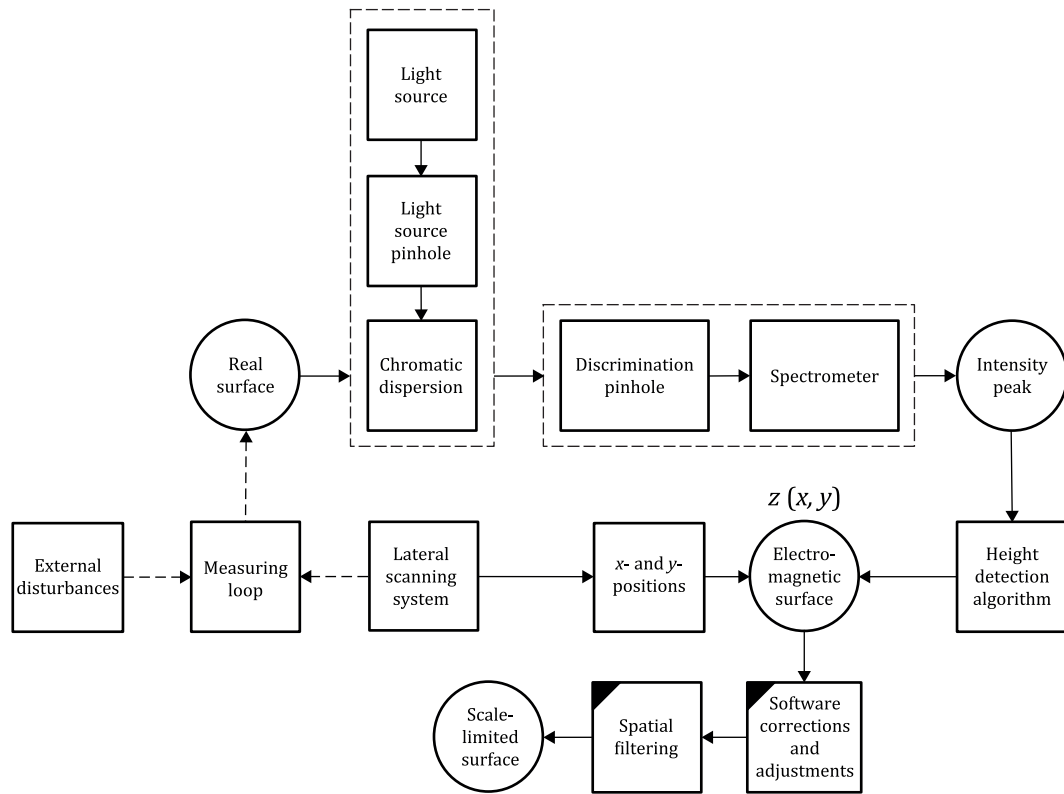 Light
source
Light
source
pinhole
Real
surface
Chromatic
dispersion
Discrimination
pinhole
Spectrometer
Intensity
peak
z (x, y)
External
disturbances
Measuring
loop
Lateral
scanning
system
x- and y-
positions
Electro-
magnetic
surface
Height
detection
algorithm
Scale-
limited
surface
Spatial
filtering
Software
corrections
and
adjustments